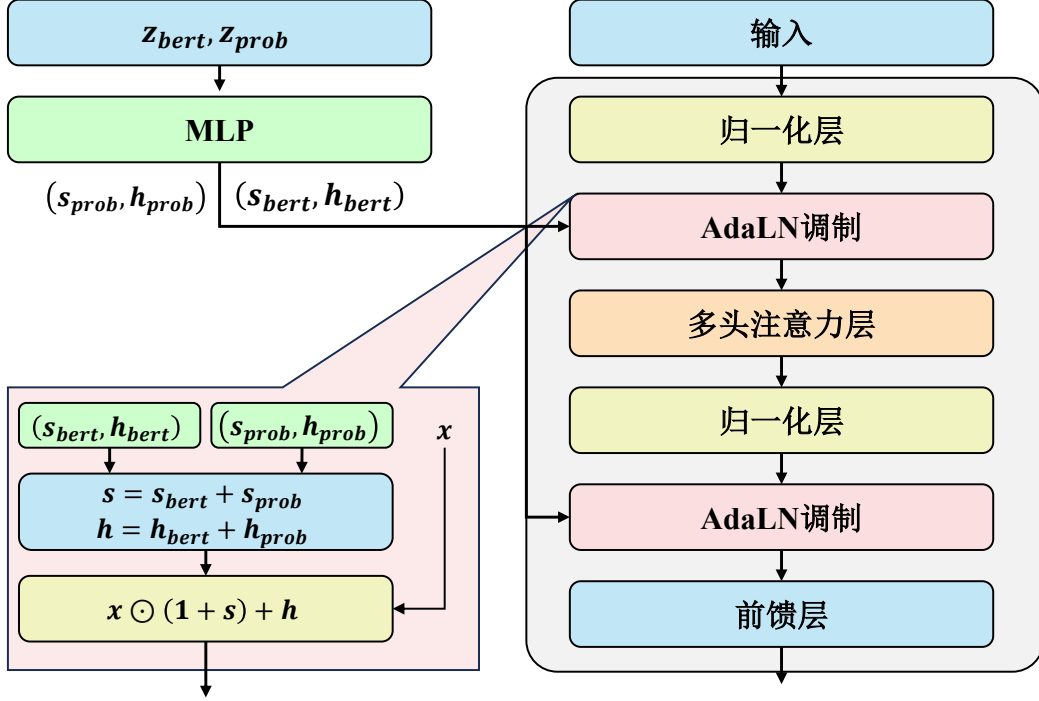 z_bert, z_prob
MLP
(s_prob, h_prob) (s_bert, h_bert)
输入
归一化层
AdaLN调制
多头注意力层
归一化层
AdaLN调制
前馈层
(s_bert, h_bert) (s_prob, h_prob) x
s = s_bert + s_prob
h = h_bert + h_prob
x ⊙ (1 + s) + h